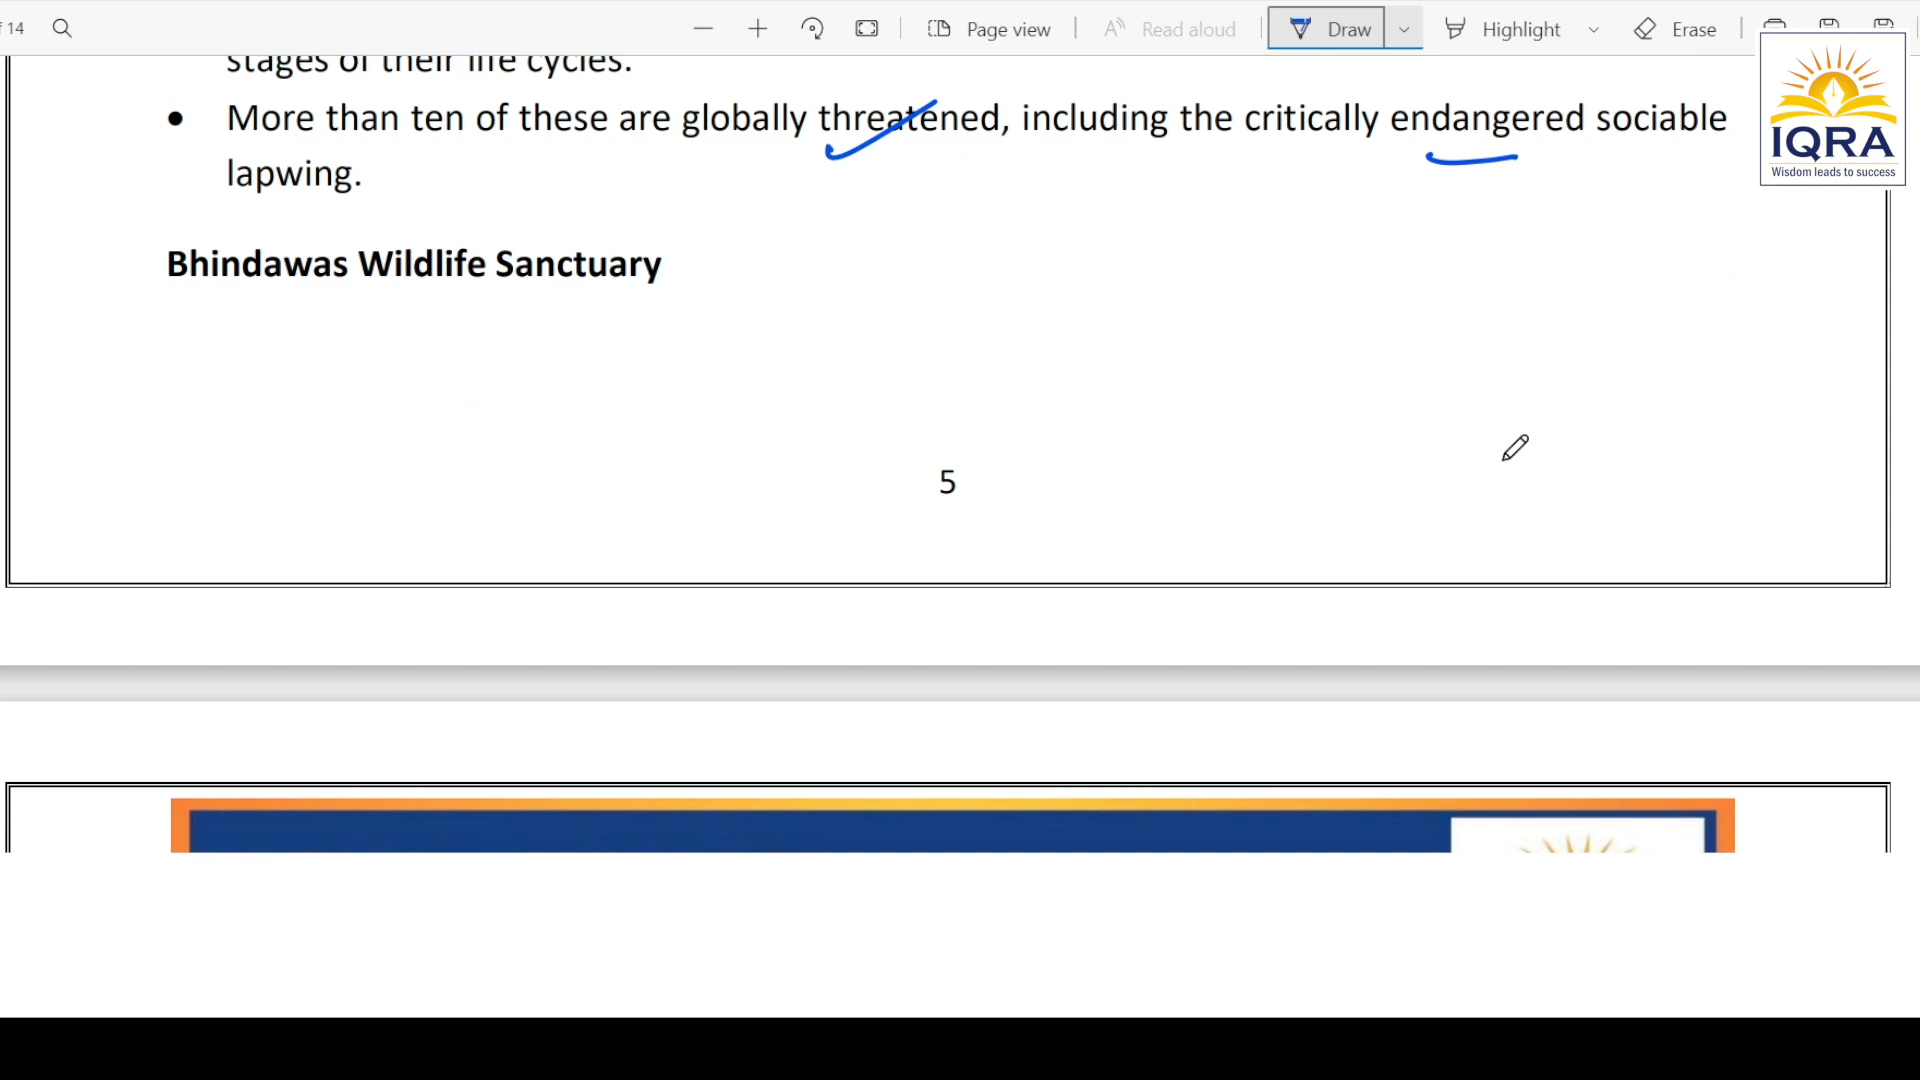 14
Page view
Read aloud
Draw
Highlight
Erase
stages of their life cycles.
• More than ten of these are globally threatened, including the critically endangered sociable
lapwing.
IQRA
Wisdom leads to success
Bhindawas Wildlife Sanctuary
5